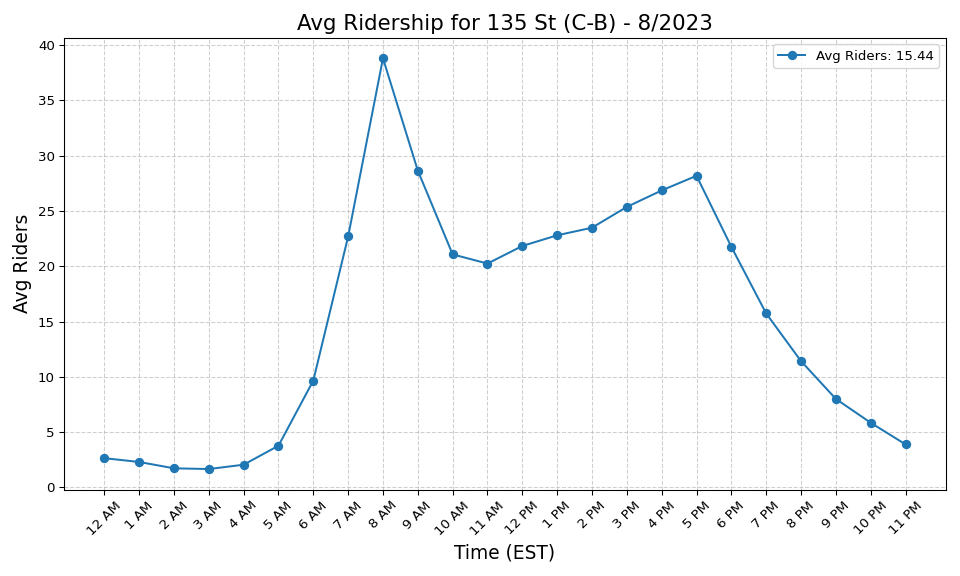 Avg Ridership for 135 St (C-B) - 8/2023
Avg Riders: 15.44
Avg Riders
40
35
30
25
20
15
10
5
0
12 AM
1 AM
2 AM
3 AM
4 AM
5 AM
6 AM
7 AM
8 AM
9 AM
10 AM
11 AM
12 PM
1 PM
2 PM
3 PM
4 PM
5 PM
6 PM
7 PM
8 PM
9 PM
10 PM
11 PM
Time (EST)